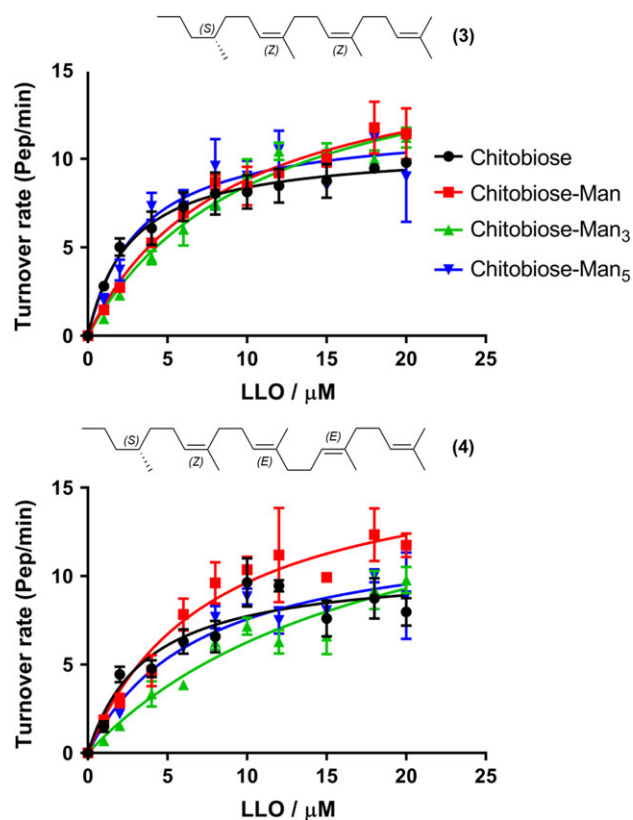 (S) (Z) (Z) (3)
15
10
5
0
Turnover rate (Pep/min)
0 5 10 15 20 25
LLO / μM
Chitobiose
Chitobiose-Man
Chitobiose-Man₃
Chitobiose-Man₅
(S) (Z) (E) (E) (4)
15
10
5
0
Turnover rate (Pep/min)
0 5 10 15 20 25
LLO / μM